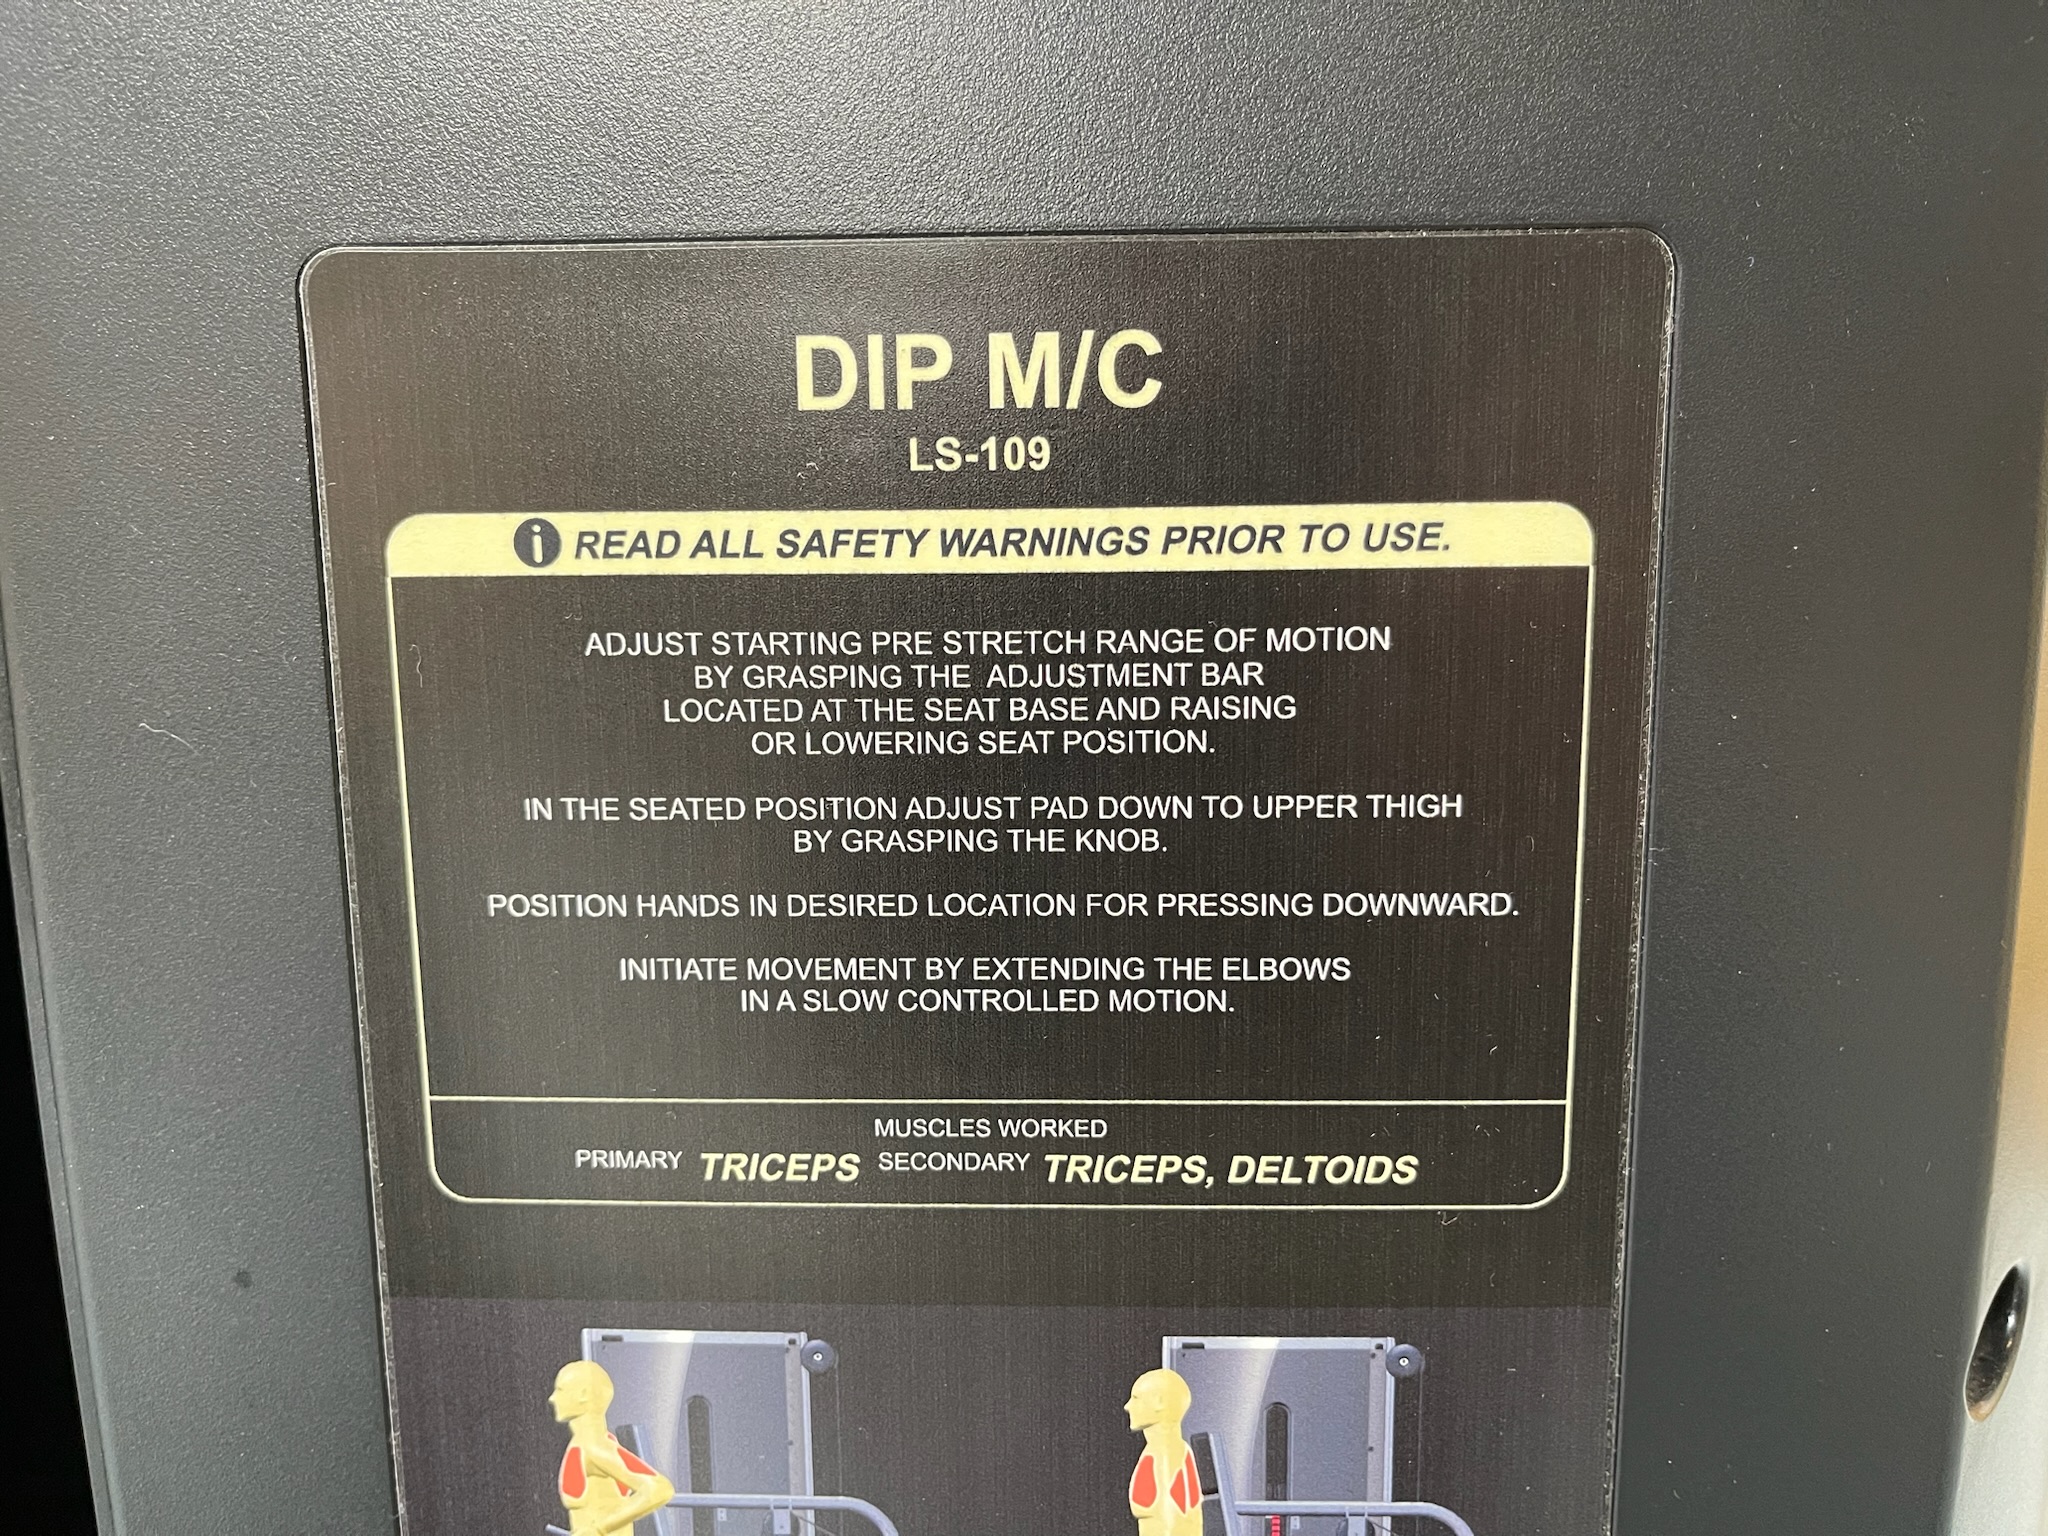 DIP M/C
LS-109
READ ALL SAFETY WARNINGS PRIOR TO USE.
ADJUST STARTING PRE STRETCH RANGE OF MOTION
BY GRASPING THE ADJUSTMENT BAR
LOCATED AT THE SEAT BASE AND RAISING
OR LOWERING SEAT POSITION.
IN THE SEATED POSITION ADJUST PAD DOWN TO UPPER THIGH
BY GRASPING THE KNOB.
POSITION HANDS IN DESIRED LOCATION FOR PRESSING DOWNWARD.
INITIATE MOVEMENT BY EXTENDING THE ELBOWS
IN A SLOW CONTROLLED MOTION.
MUSCLES WORKED
PRIMARY TRICEPS SECONDARY TRICEPS, DELTOIDS